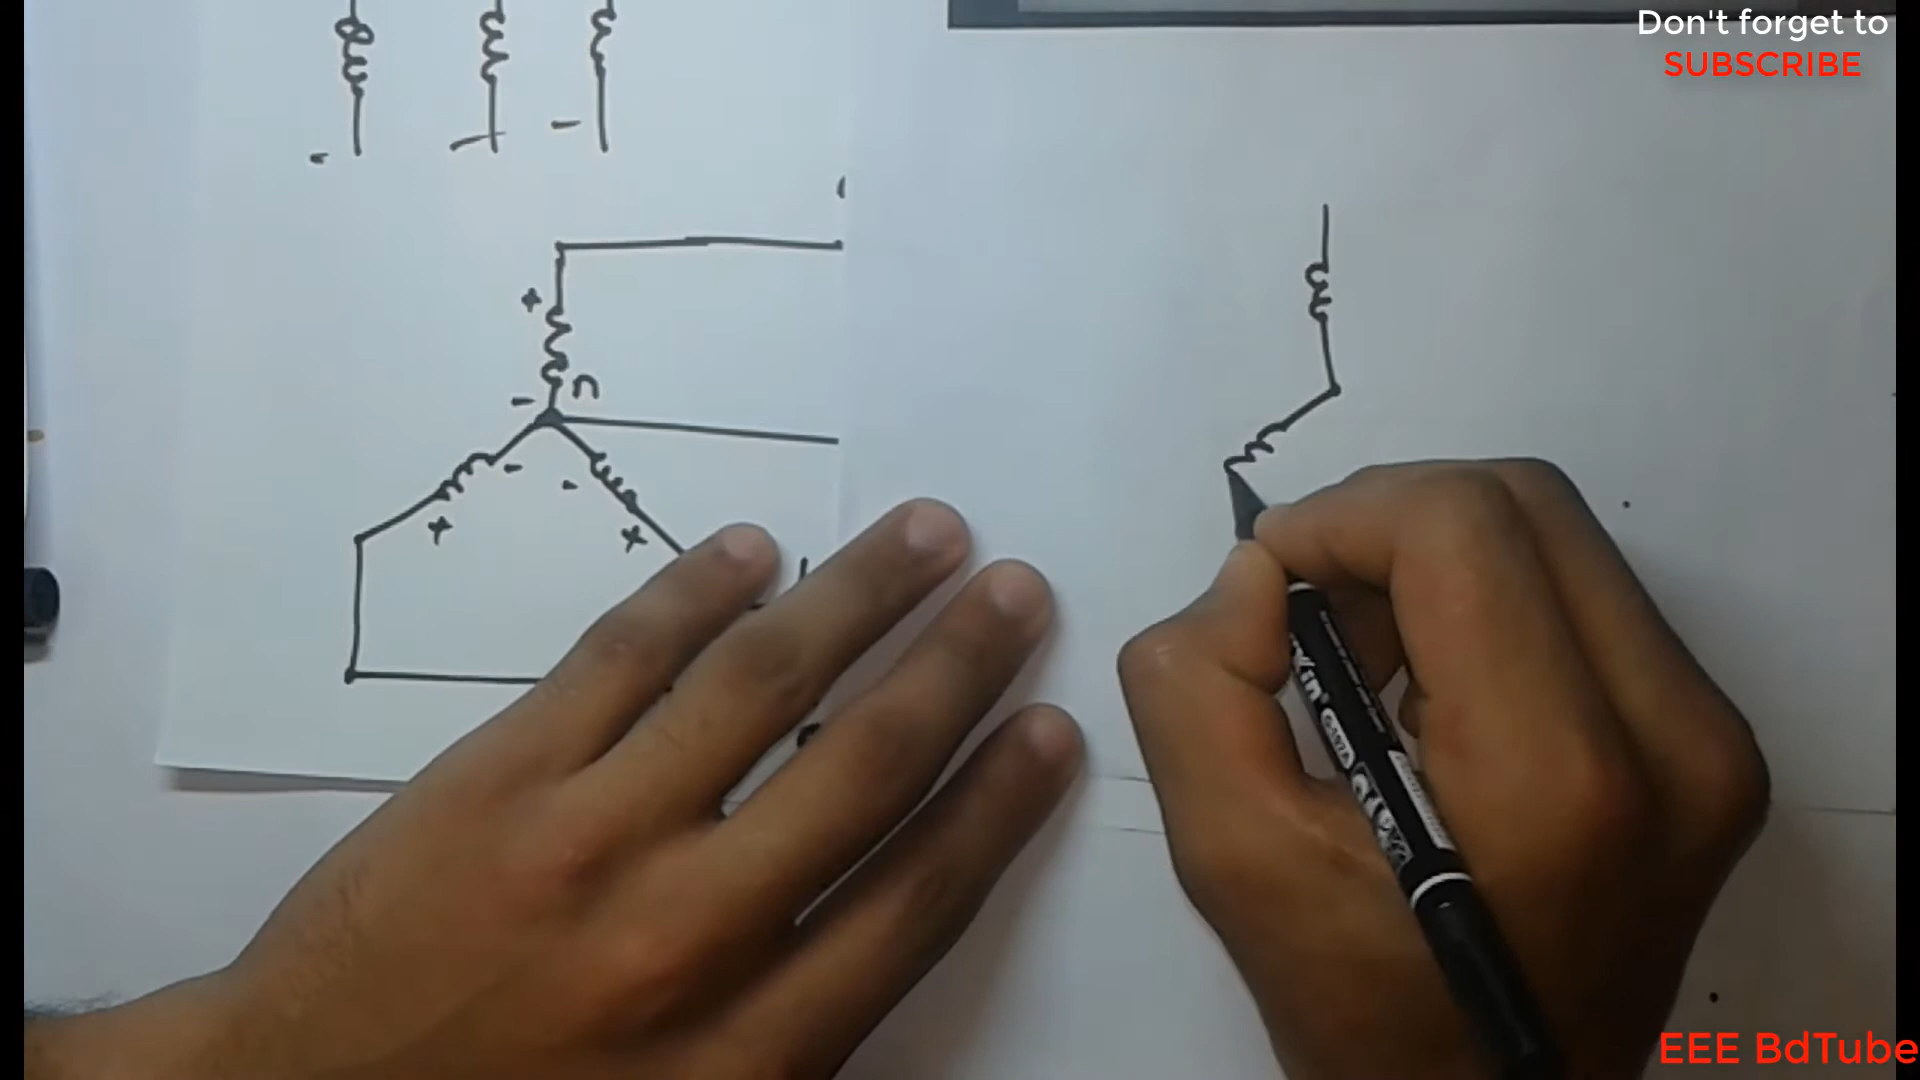 Don't forget to
SUBSCRIBE
+
n
-
-
-
+
+
EEE BdTube